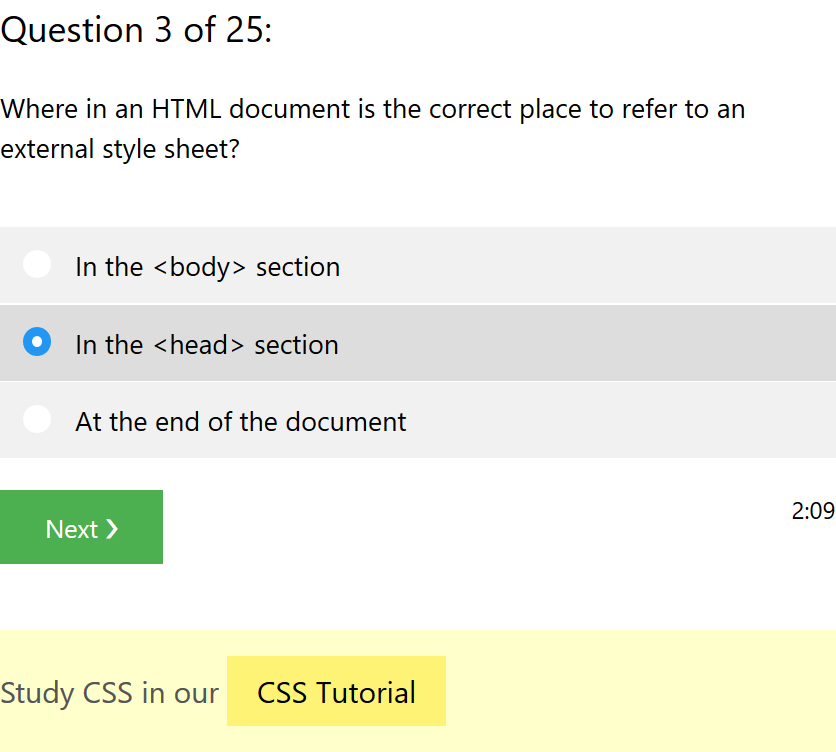 Question 3 of 25:
Where in an HTML document is the correct place to refer to an
external style sheet?
In the <body> section
In the <head> section
At the end of the document
Next ❯
2:09
Study CSS in our CSS Tutorial